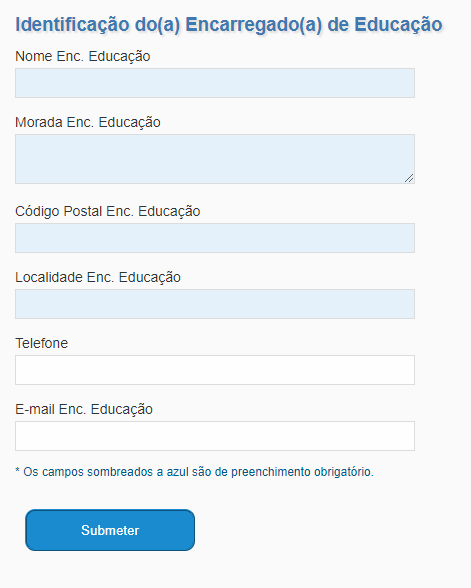 Identificação do(a) Encarregado(a) de Educação
Nome Enc. Educação
Morada Enc. Educação
Código Postal Enc. Educação
Localidade Enc. Educação
Telefone
E-mail Enc. Educação
* Os campos sombreados a azul são de preenchimento obrigatório.
Submeter